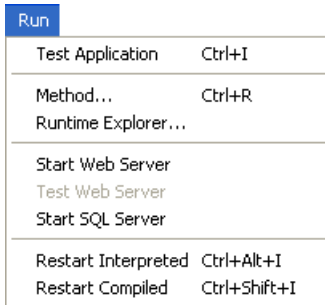 Run
Test Application Ctrl+I
Method... Ctrl+R
Runtime Explorer...
Start Web Server
Test Web Server
Start SQL Server
Restart Interpreted Ctrl+Alt+I
Restart Compiled Ctrl+Shift+I